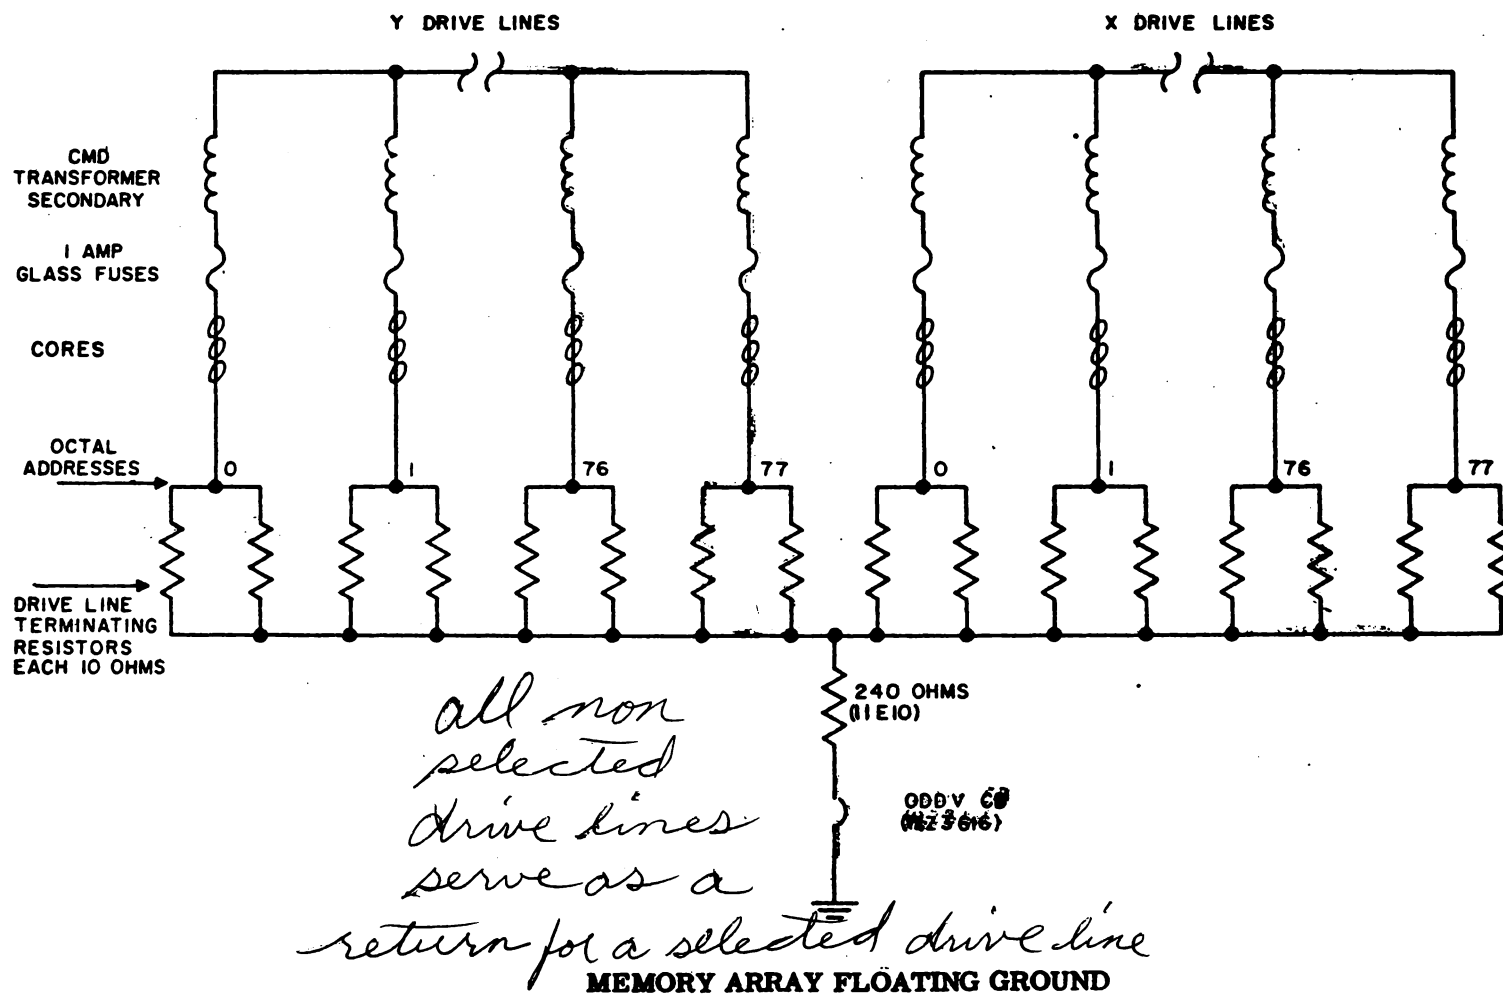 Y DRIVE LINES
X DRIVE LINES
CMD
TRANSFORMER
SECONDARY
1 AMP
GLASS FUSES
CORES
OCTAL
ADDRESSES
0 1 76 77 0 1 76 77
DRIVE LINE
TERMINATING
RESISTORS
EACH 10 OHMS
240 OHMS
(11E10)
ODDV
all non
selected
drive lines
serve as a
return for a selected drive line
MEMORY ARRAY FLOATING GROUND